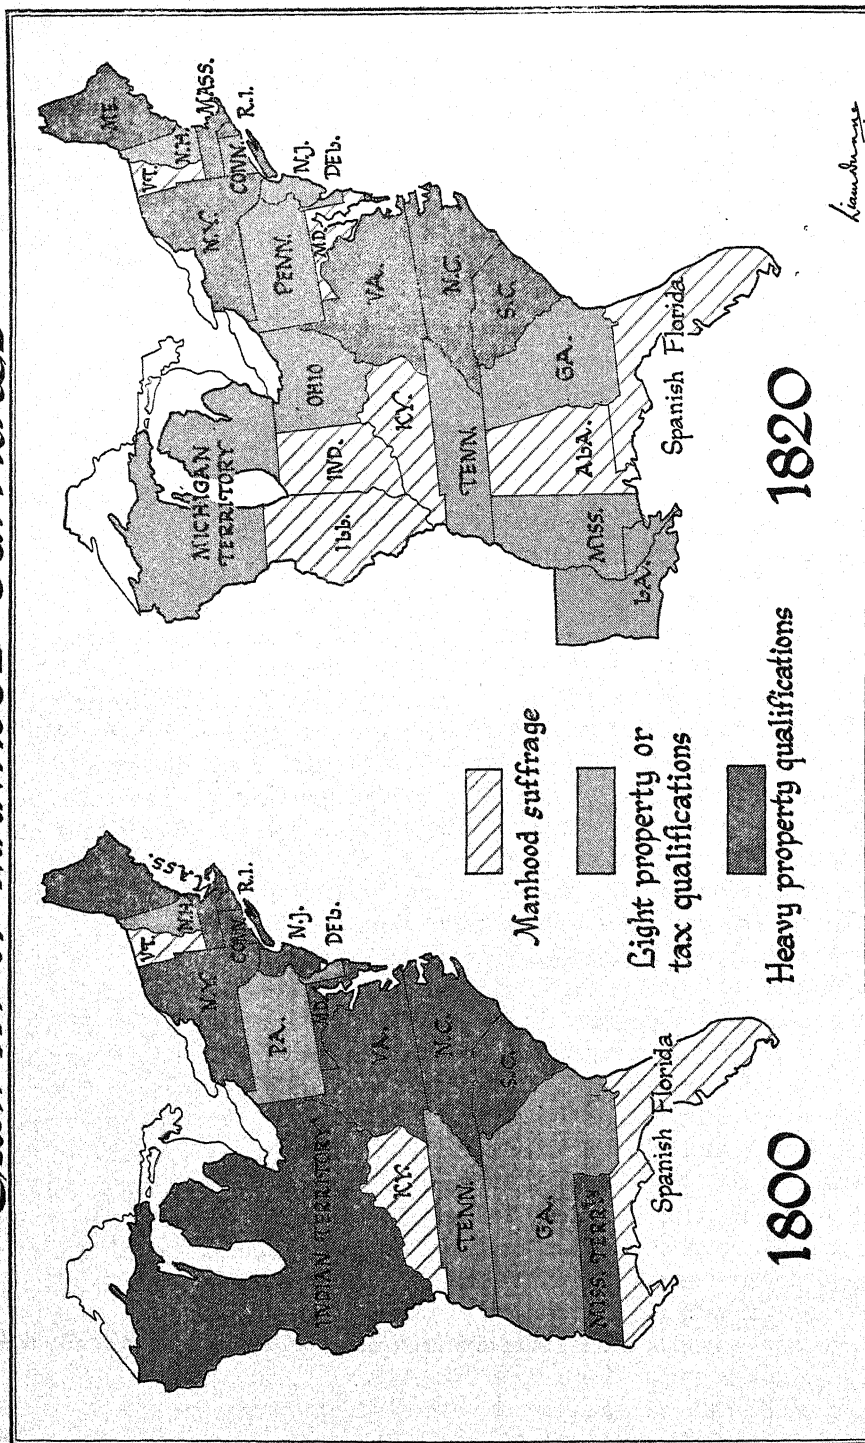 1800
MASS.
VT.
N.H.
N.Y.
CONN.
R.I.
PA.
N.J.
DEL.
MD.
INDIAN TERRITORY
VA.
KY.
N.C.
TENN.
S.C.
GA.
MISS. TERR'Y
Spanish Florida
Manhood suffrage
Light property or
tax qualifications
Heavy property qualifications
1820
ME.
VT.
N.H.
MASS.
N.Y.
CONN.
R.I.
MICHIGAN
TERRITORY
PENN.
N.J.
DEL.
OHIO
MD.
ILL.
IND.
VA.
KY.
N.C.
TENN.
S.C.
MISS.
ALA.
GA.
LA.
Spanish Florida